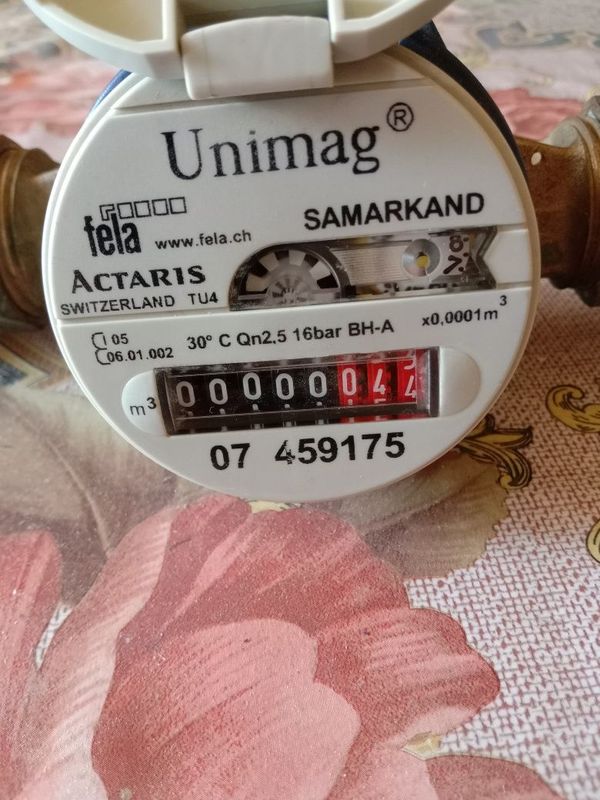 Unimag®
fela www.fela.ch
SAMARKAND
ACTARIS
SWITZERLAND TU4
05
06.01.002
30° C Qn2,5 16bar BH-A
x0,0001m³
m³
00000044
07 459175